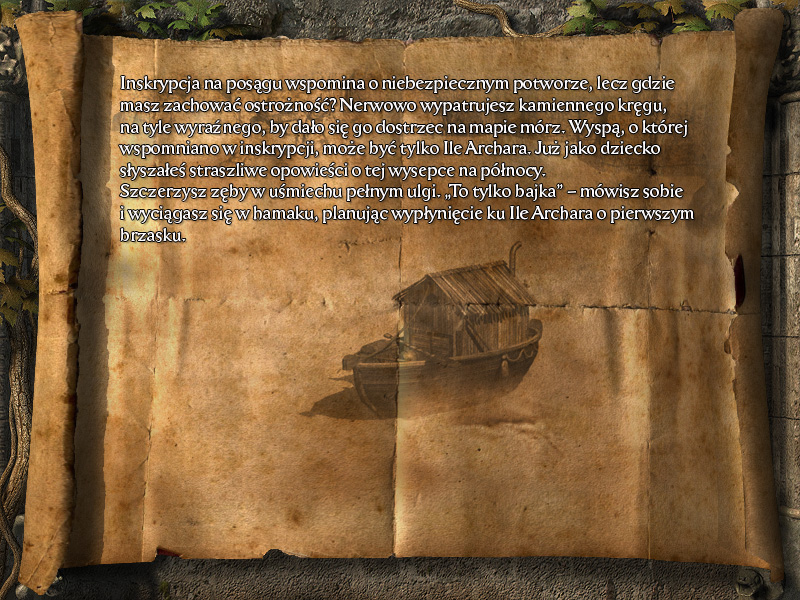 Inskrypcja na posągu wspomina o niebezpiecznym potworze, lecz gdzie
masz zachować ostrożność? Nerwowo wypatrujesz kamiennego kręgu,
na tyle wyraźnego, by dało się go dostrzec na mapie mórz. Wyspą, o której
wspomniano w inskrypcji, może być tylko Ile Archara. Już jako dziecko
słyszałeś straszliwe opowieści o tej wysepce na północy.
Szczerzysz zęby w uśmiechu pełnym ulgi. „To tylko bajka” – mówisz sobie
i wyciągasz się w hamaku, planując wypłynięcie ku Ile Archara o pierwszym
brzasku.